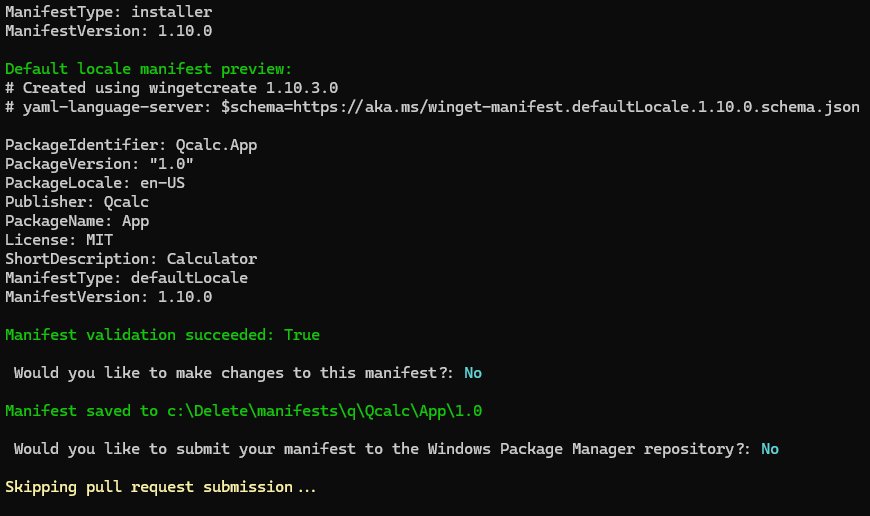 ManifestType: installer
ManifestVersion: 1.10.0
Default locale manifest preview:
# Created using wingetcreate 1.10.3.0
# yaml-language-server: $schema=https://aka.ms/winget-manifest.defaultLocale.1.10.0.schema.json
PackageIdentifier: Qcalc.App
PackageVersion: "1.0"
PackageLocale: en-US
Publisher: Qcalc
PackageName: App
License: MIT
ShortDescription: Calculator
ManifestType: defaultLocale
ManifestVersion: 1.10.0
Manifest validation succeeded: True
Would you like to make changes to this manifest?: No
Manifest saved to c:\Delete\manifests\q\Qcalc\App\1.0
Would you like to submit your manifest to the Windows Package Manager repository?: No
Skipping pull request submission...